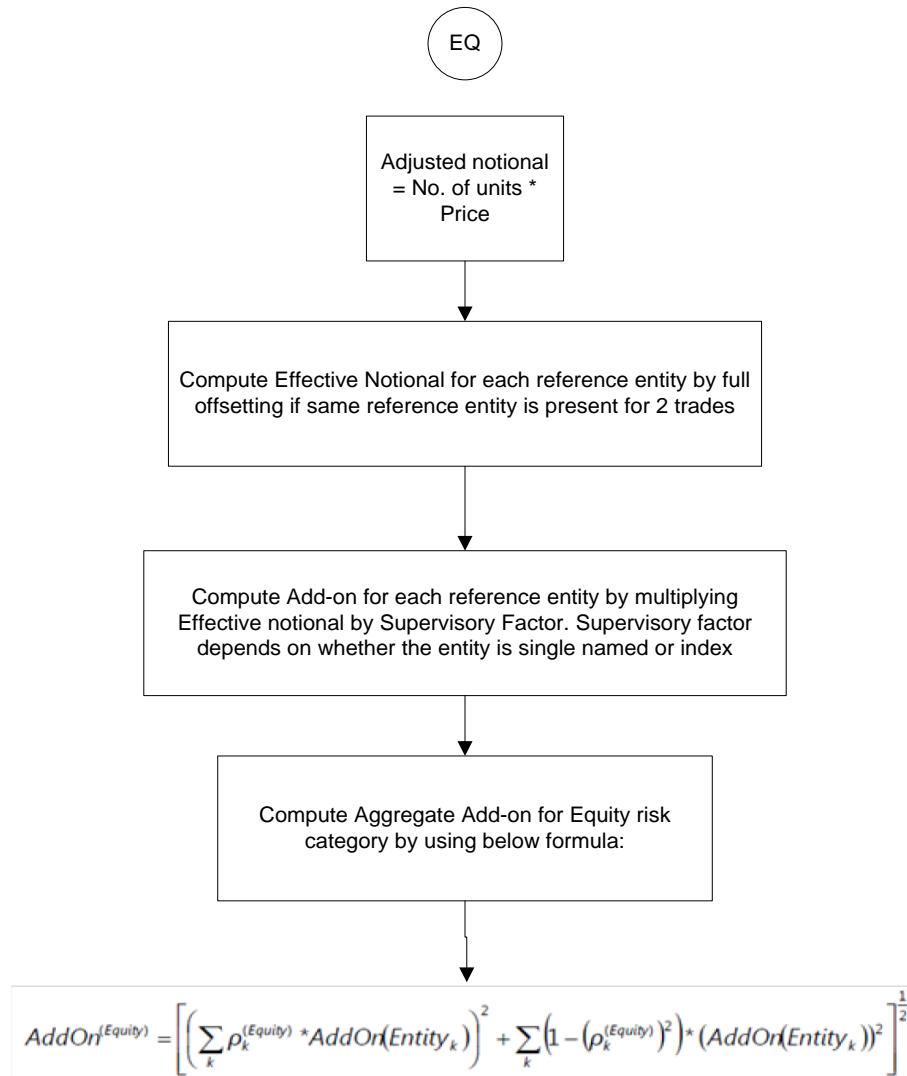 EQ
Adjusted notional
= No. of units *
Price
Compute Effective Notional for each reference entity by full
offsetting if same reference entity is present for 2 trades
Compute Add-on for each reference entity by multiplying
Effective notional by Supervisory Factor. Supervisory factor
depends on whether the entity is single named or index
Compute Aggregate Add-on for Equity risk
category by using below formula:
AddOn^{(Equity)} = [(∑_k ρ_k^{(Equity)} * AddOn(Entity_k))^2 + ∑_k (1 − (ρ_k^{(Equity)})^2) * (AddOn(Entity_k))^2]^{1/2}